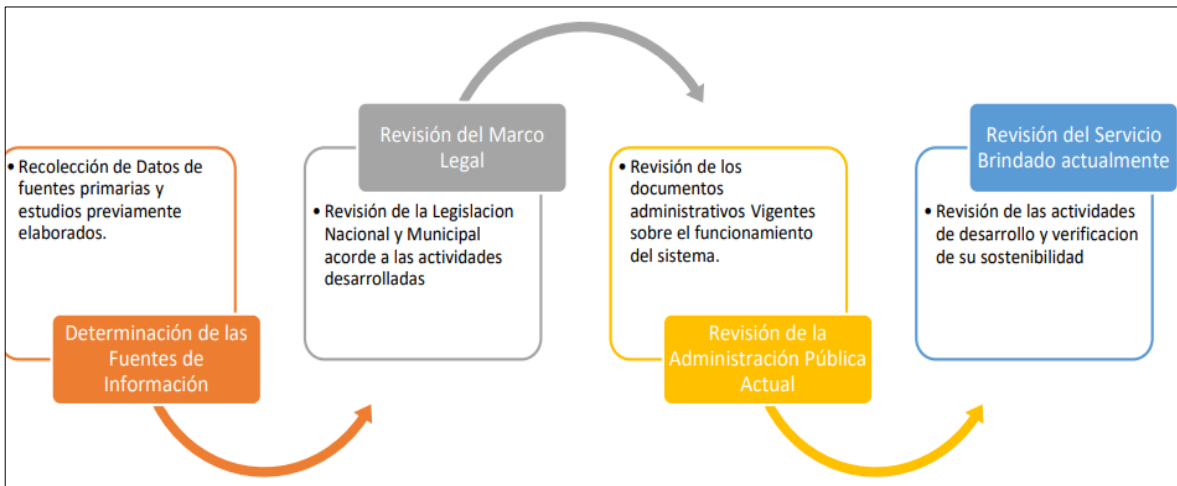 • Recolección de Datos de
fuentes primarias y
estudios previamente
elaborados.
Determinación de las
Fuentes de
Información
Revisión del Marco
Legal
• Revisión de la Legislacion
Nacional y Municipal
acorde a las actividades
desarrolladas
• Revisión de los
documentos
administrativos Vigentes
sobre el funcionamiento
del sistema.
Revisión de la
Administración Pública
Actual
Revisión del Servicio
Brindado actualmente
• Revisión de las actividades
de desarrollo y verificacion
de su sostenibilidad